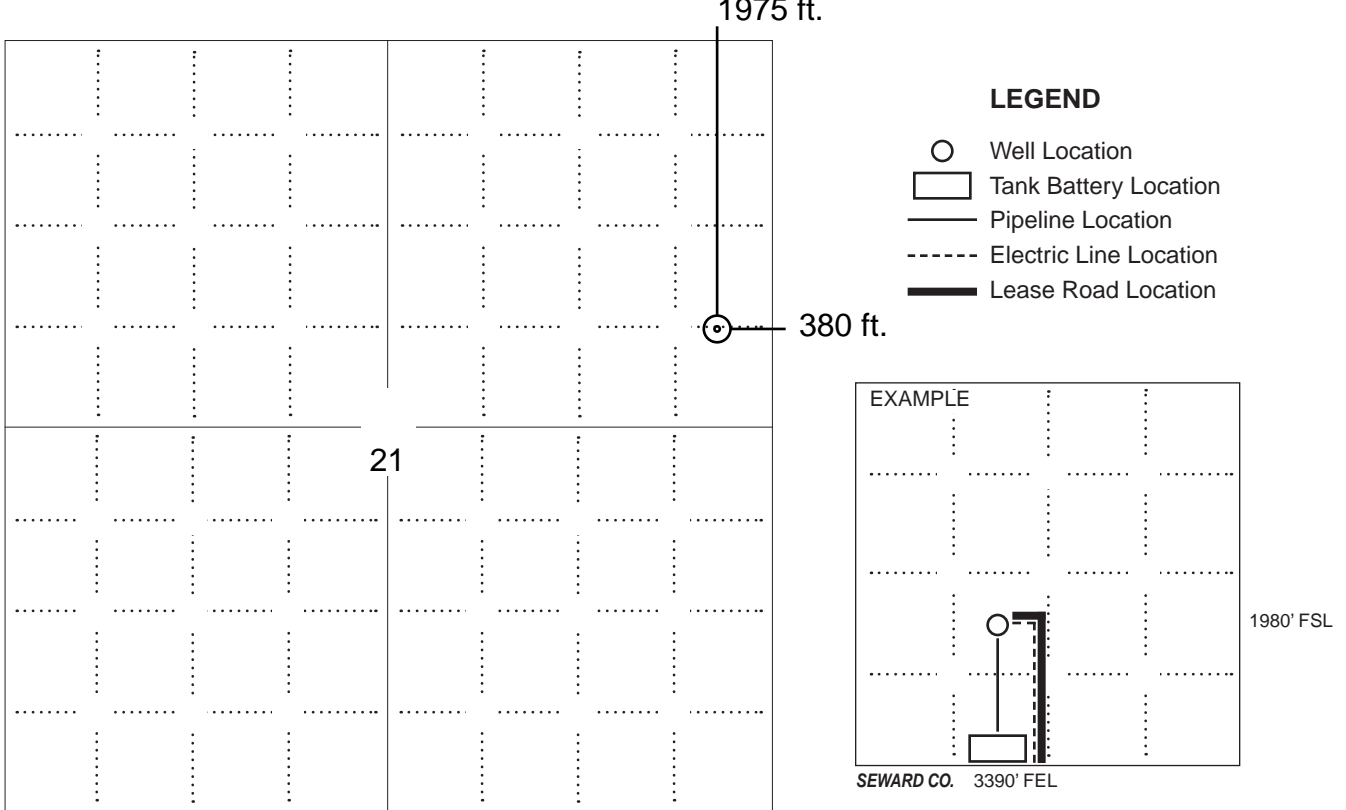 1975 ft.
LEGEND
Well Location
Tank Battery Location
Pipeline Location
Electric Line Location
Lease Road Location
380 ft.
EXAMPLE
21
1980’ FSL
SEWARD CO. 3390’ FEL